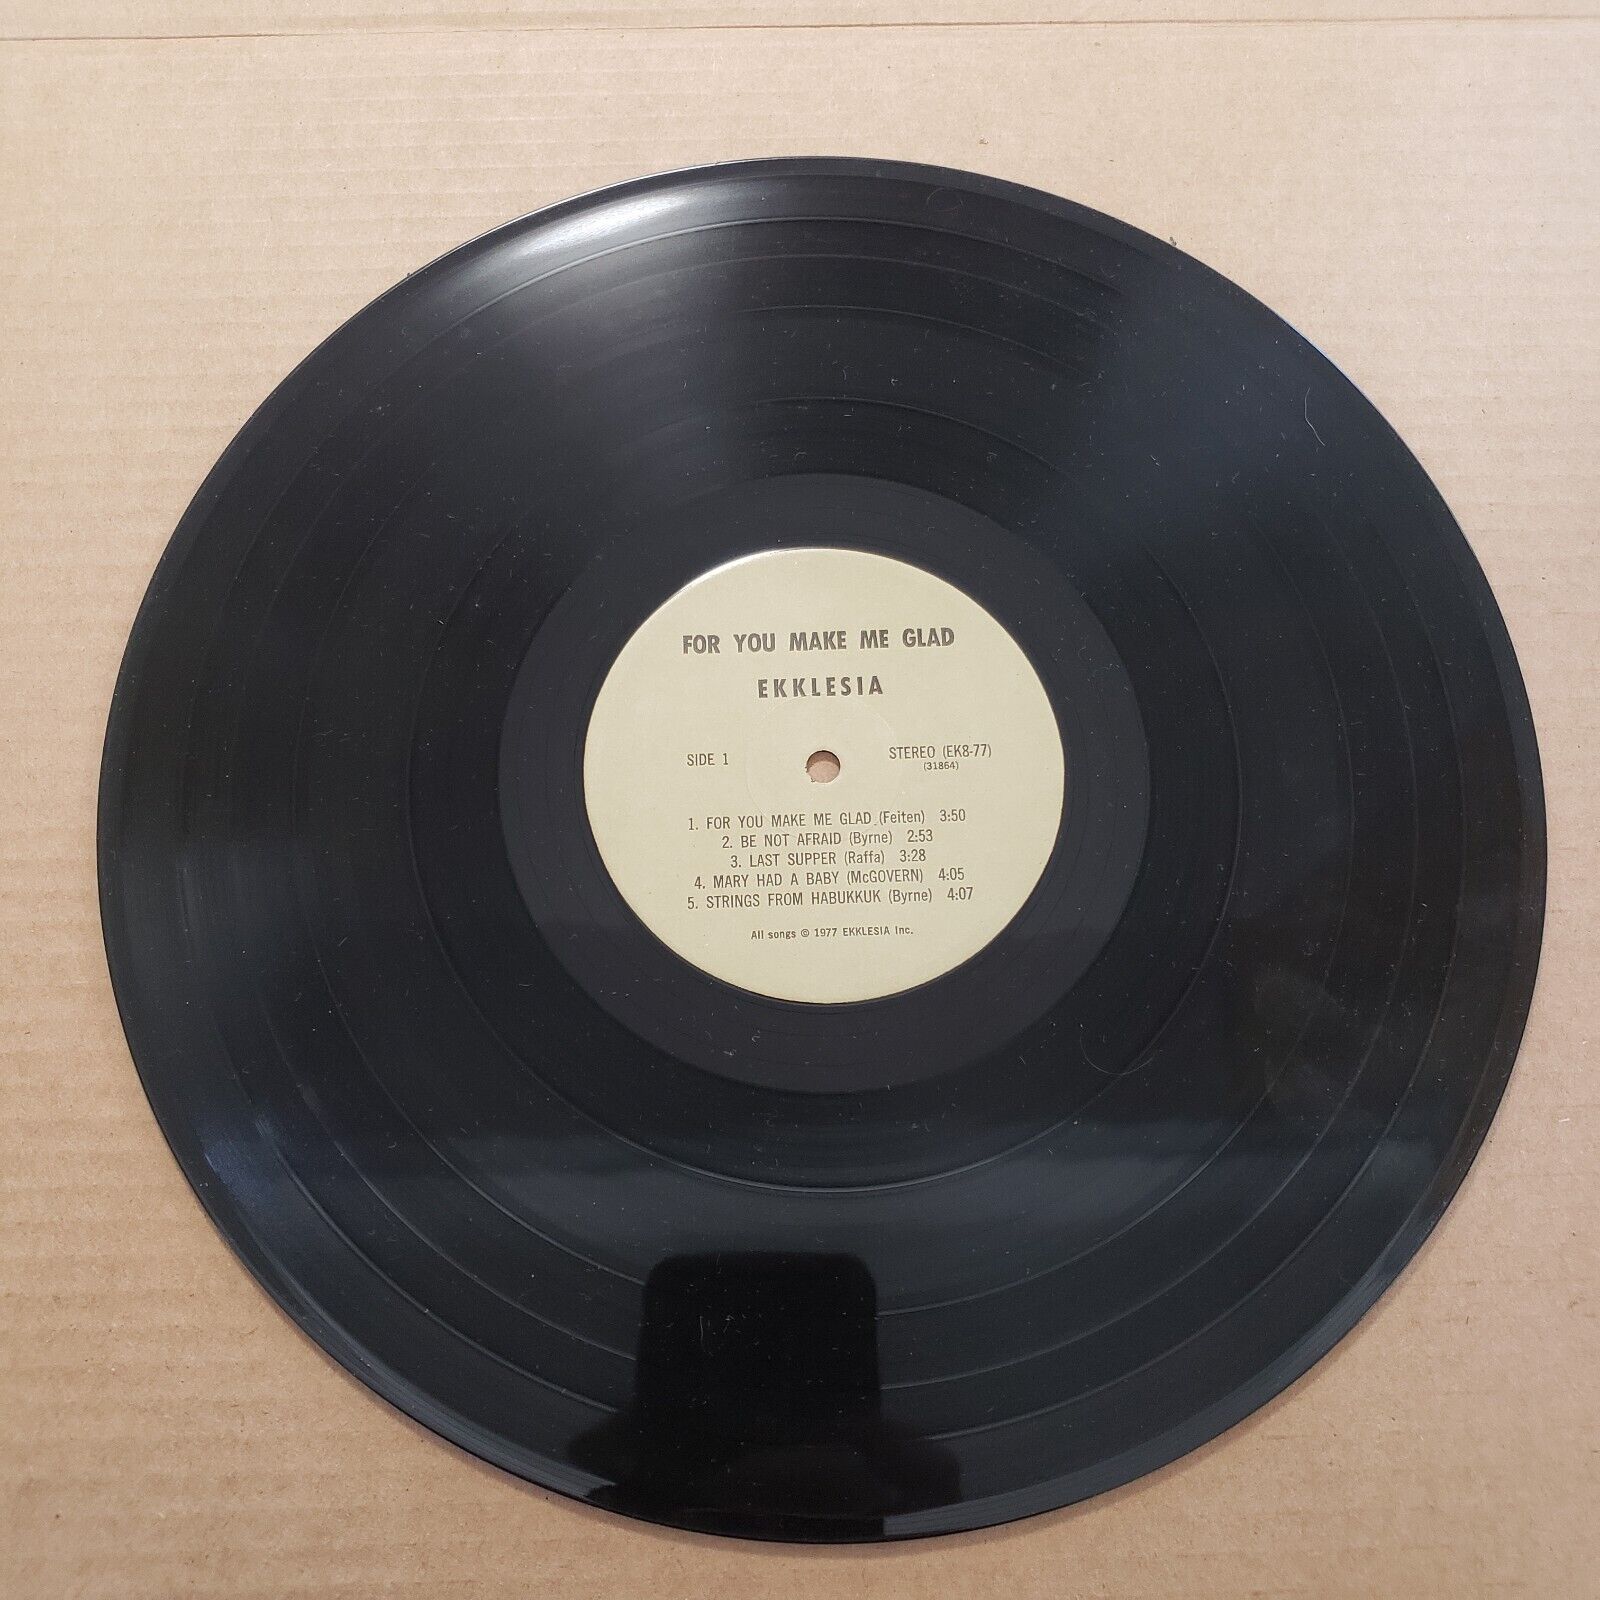 FOR YOU MAKE ME GLAD
EKKLESIA
SIDE 1
STEREO (EK8-77)
(31864)
1. FOR YOU MAKE ME GLAD (Feiten) 3:50
2. BE NOT AFRAID (Byrne) 2:53
3. LAST SUPPER (Raffa) 3:28
4. MARY HAD A BABY (McGOVERN) 4:05
5. STRINGS FROM HABUKKUK (Byrne) 4:07
All songs © 1977 EKKLESIA Inc.